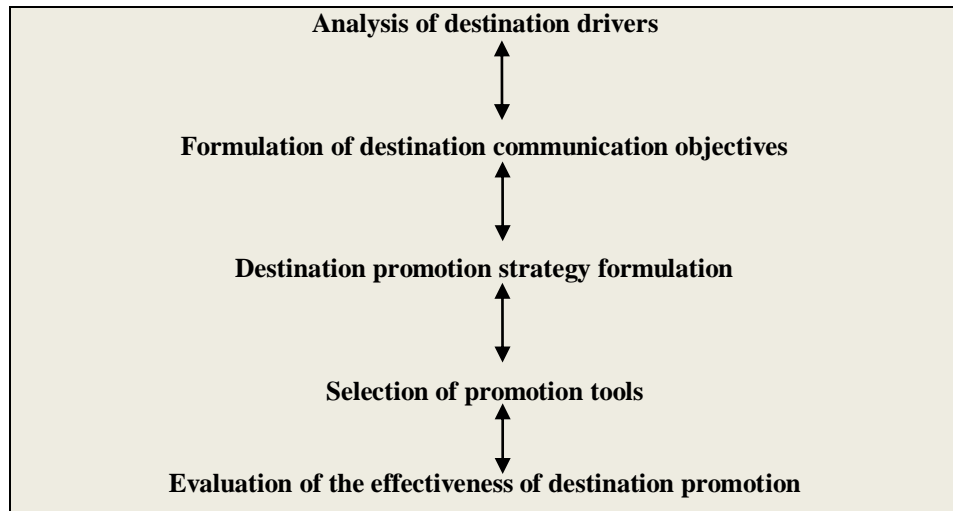 Analysis of destination drivers
Formulation of destination communication objectives
Destination promotion strategy formulation
Selection of promotion tools
Evaluation of the effectiveness of destination promotion